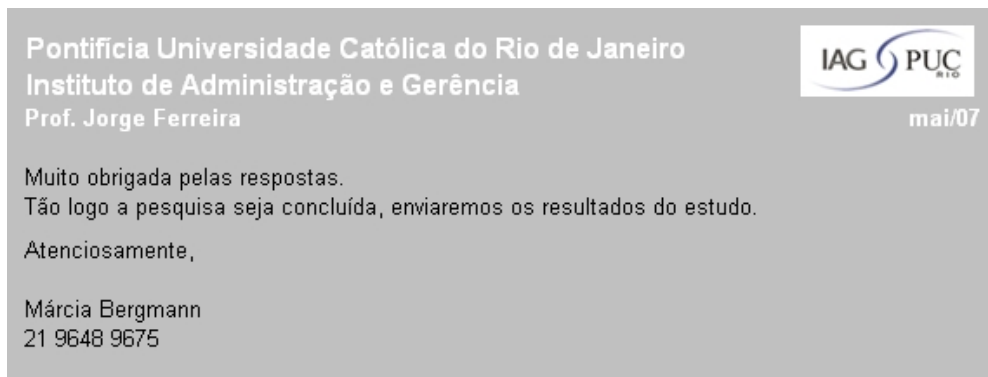 Pontifícia Universidade Católica do Rio de Janeiro
Instituto de Administração e Gerência
Prof. Jorge Ferreira
IAG PUC
RIO
mai/07
Muito obrigada pelas respostas.
Tão logo a pesquisa seja concluída, enviaremos os resultados do estudo.
Atenciosamente,
Márcia Bergmann
21 9648 9675